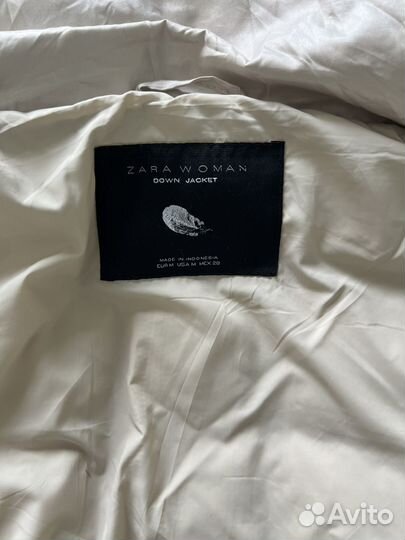 ZARA WOMAN
DOWN JACKET
MADE IN INDONESIA
EUR M USA M MEX 28
Avito